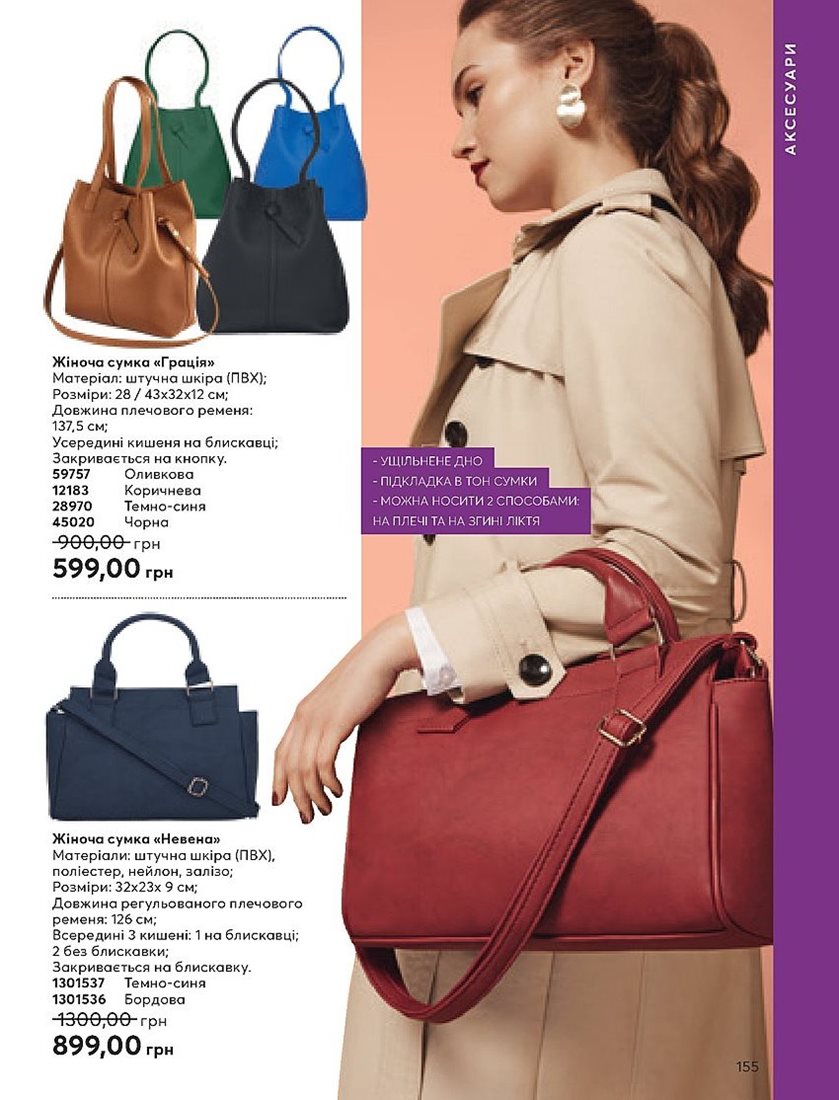 АКСЕСУАРИ
Жіноча сумка «Грація»
Матеріал: штучна шкіра (ПВХ);
Розміри: 28 / 43х32х12 см;
Довжина плечового ременя:
137,5 см;
Усередині кишеня на блискавці;
Закривається на кнопку.
59757 Оливкова
12183 Коричнева
28970 Темно-синя
45020 Чорна
900,00 грн
599,00 грн
- УЩІЛЬНЕНЕ ДНО
- ПІДКЛАДКА В ТОН СУМКИ
- МОЖНА НОСИТИ 2 СПОСОБАМИ:
НА ПЛЕЧІ ТА НА ЗГИНІ ЛІКТЯ
Жіноча сумка «Невена»
Матеріали: штучна шкіра (ПВХ),
поліестер, нейлон, залізо;
Розміри: 32х23х 9 см;
Довжина регульованого плечового
ременя: 126 см;
Всередині 3 кишені: 1 на блискавці;
2 без блискавки;
Закривається на блискавку.
1301537 Темно-синя
1301536 Бордова
1300,00 грн
899,00 грн
155